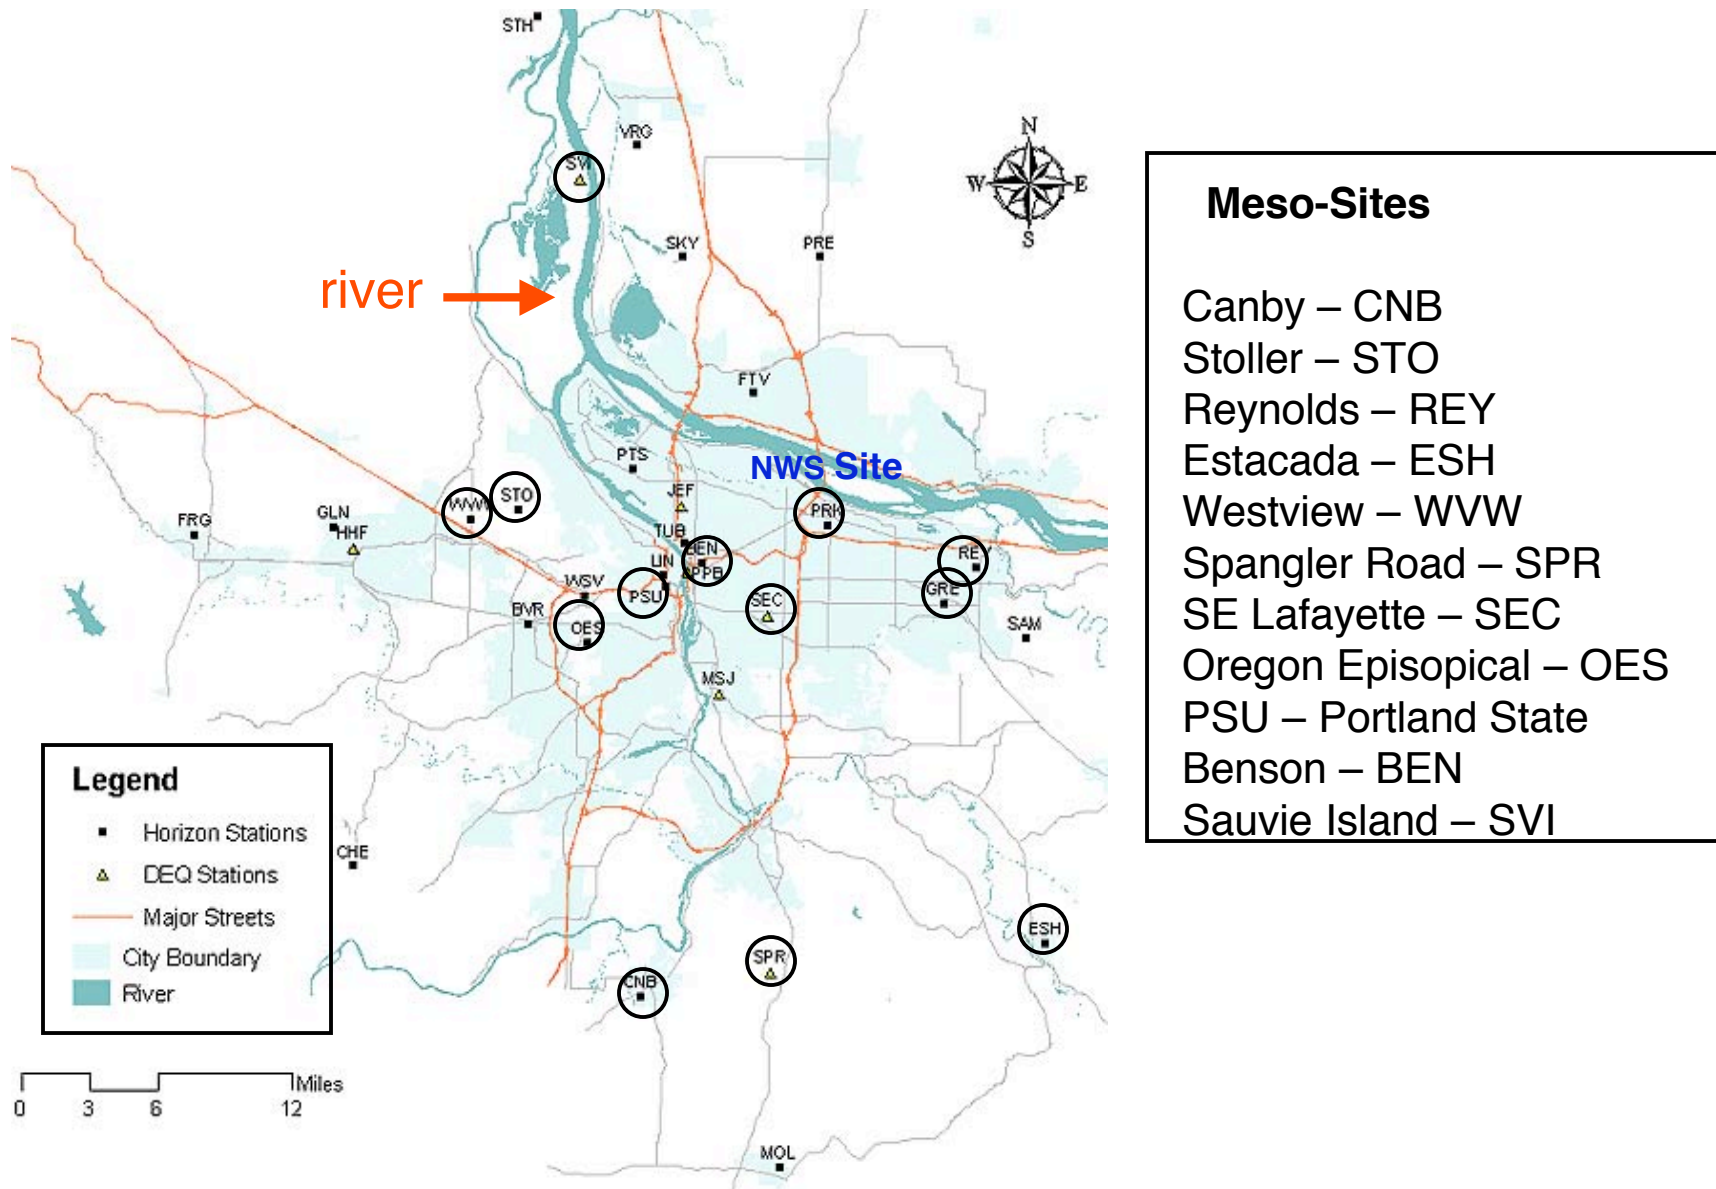 STH
VRG
SVI
N
W E
S
SKY
PRE
river
FTV
PTS
NWS Site
JEF
STO
WVW
PRK
GLN
FRG
HHF
TUB
BEN
REY
LIN
PPB
WSV
PSU
SEC
GRE
BVR
OES
SAM
MSJ
CHE
ESH
SPR
CNB
MOL
Legend
Horizon Stations
DEQ Stations
Major Streets
City Boundary
River
Miles
0 3 6 12
Meso-Sites
Canby – CNB
Stoller – STO
Reynolds – REY
Estacada – ESH
Westview – WVW
Spangler Road – SPR
SE Lafayette – SEC
Oregon Episopical – OES
PSU – Portland State
Benson – BEN
Sauvie Island – SVI